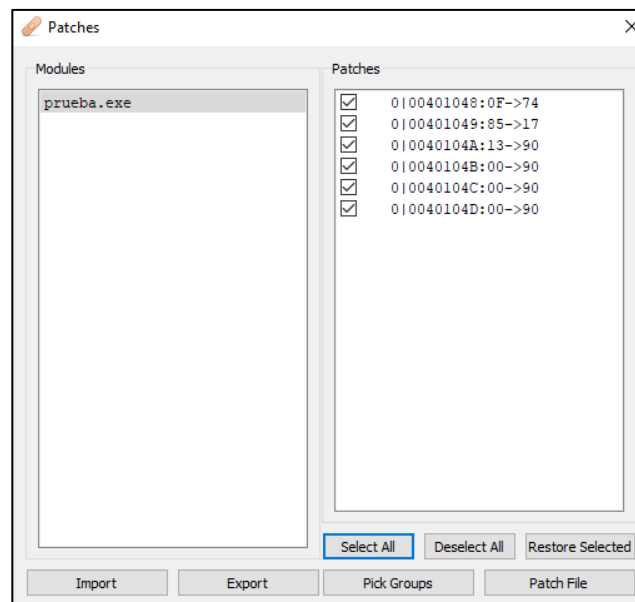 Patches
Modules
prueba.exe
Patches
0|00401048:0F->74
0|00401049:85->17
0|0040104A:13->90
0|0040104B:00->90
0|0040104C:00->90
0|0040104D:00->90
Select All
Deselect All
Restore Selected
Import
Export
Pick Groups
Patch File